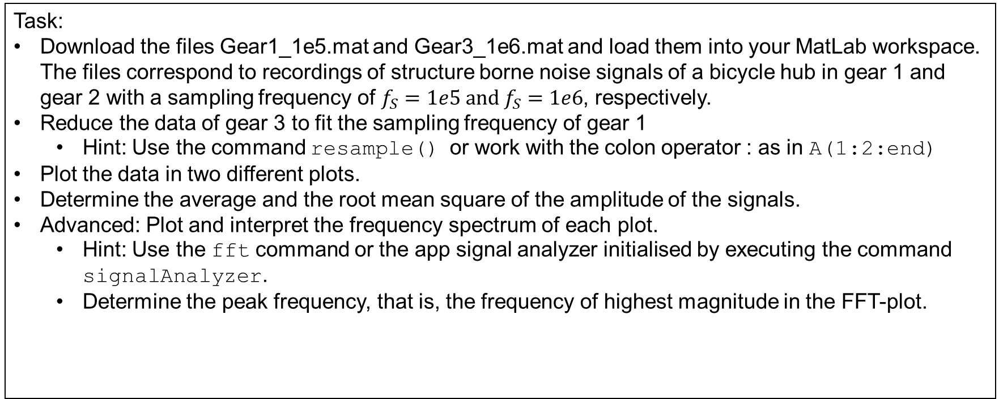 Task:
• Download the files Gear1_1e5.mat and Gear3_1e6.mat and load them into your MatLab workspace.
The files correspond to recordings of structure borne noise signals of a bicycle hub in gear 1 and
gear 2 with a sampling frequency of f_S = 1e5 and f_S = 1e6, respectively.
• Reduce the data of gear 3 to fit the sampling frequency of gear 1
• Hint: Use the command resample() or work with the colon operator : as in A(1:2:end)
• Plot the data in two different plots.
• Determine the average and the root mean square of the amplitude of the signals.
• Advanced: Plot and interpret the frequency spectrum of each plot.
• Hint: Use the fft command or the app signal analyzer initialised by executing the command
signalAnalyzer.
• Determine the peak frequency, that is, the frequency of highest magnitude in the FFT-plot.